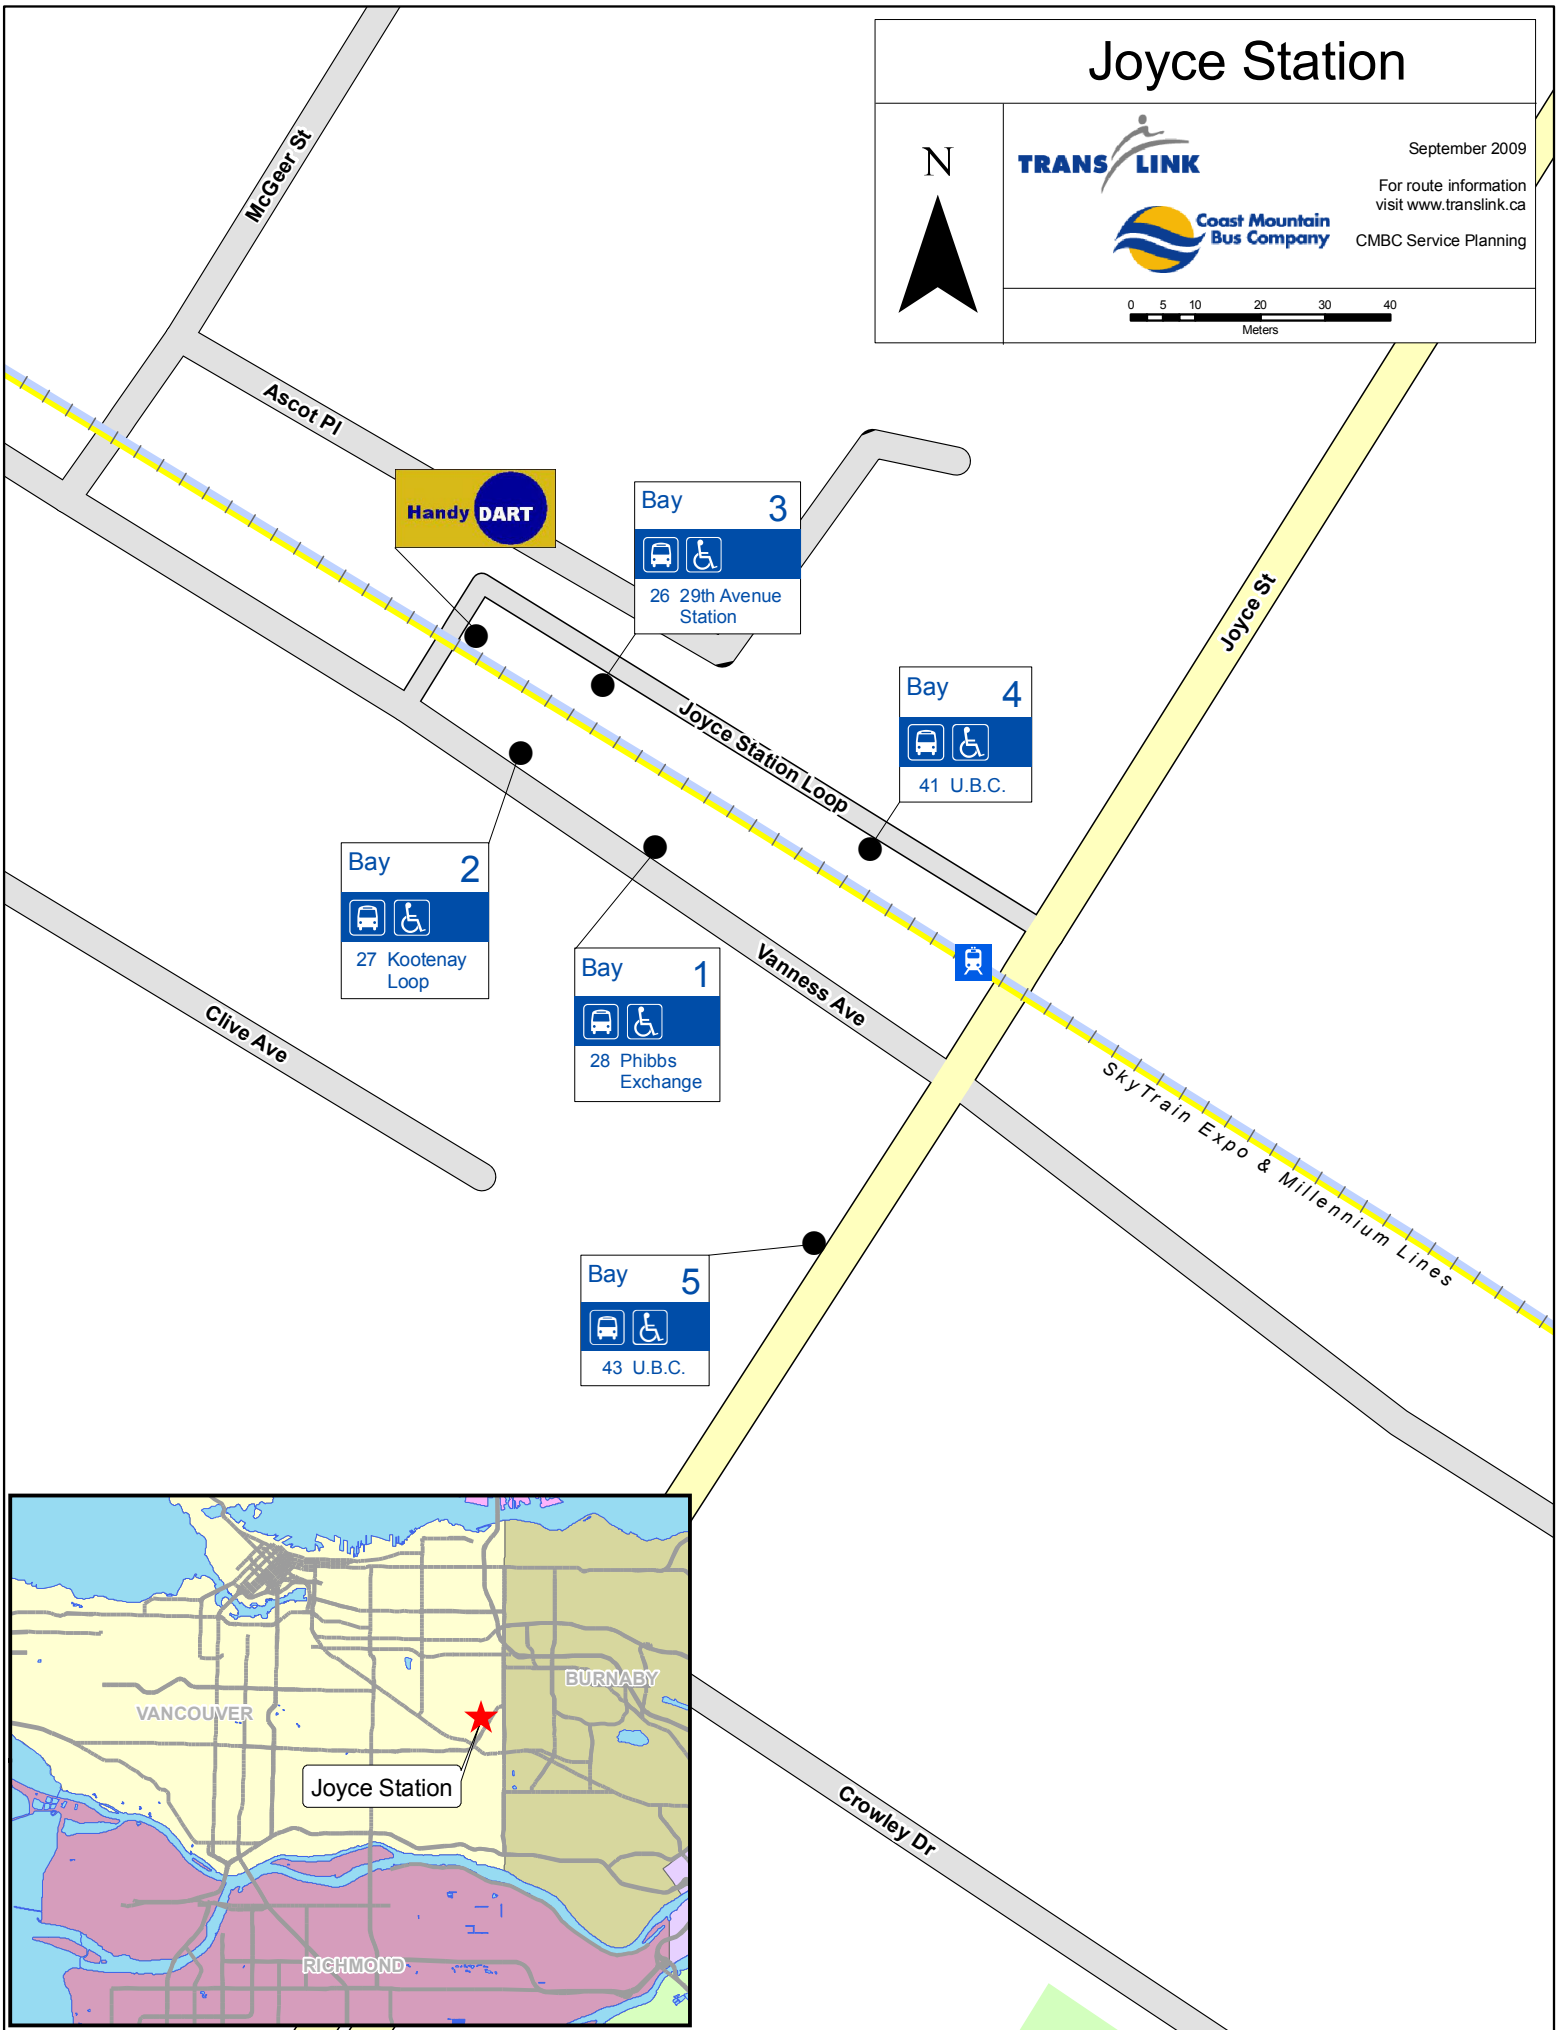 Joyce Station
N
TRANS LINK
September 2009
For route information
visit www.translink.ca
Coast Mountain
Bus Company
CMBC Service Planning
0 5 10 20 30 40
Meters
McGeer St
Ascot Pl
Handy DART
Bay 3
26 29th Avenue
Station
Joyce St
Bay 4
41 U.B.C.
Joyce Station Loop
Bay 2
27 Kootenay
Loop
Bay 1
28 Phibbs
Exchange
Vanness Ave
Clive Ave
SkyTrain Expo & Millennium Lines
Bay 5
43 U.B.C.
BURNABY
VANCOUVER
Joyce Station
RICHMOND
Crowley Dr